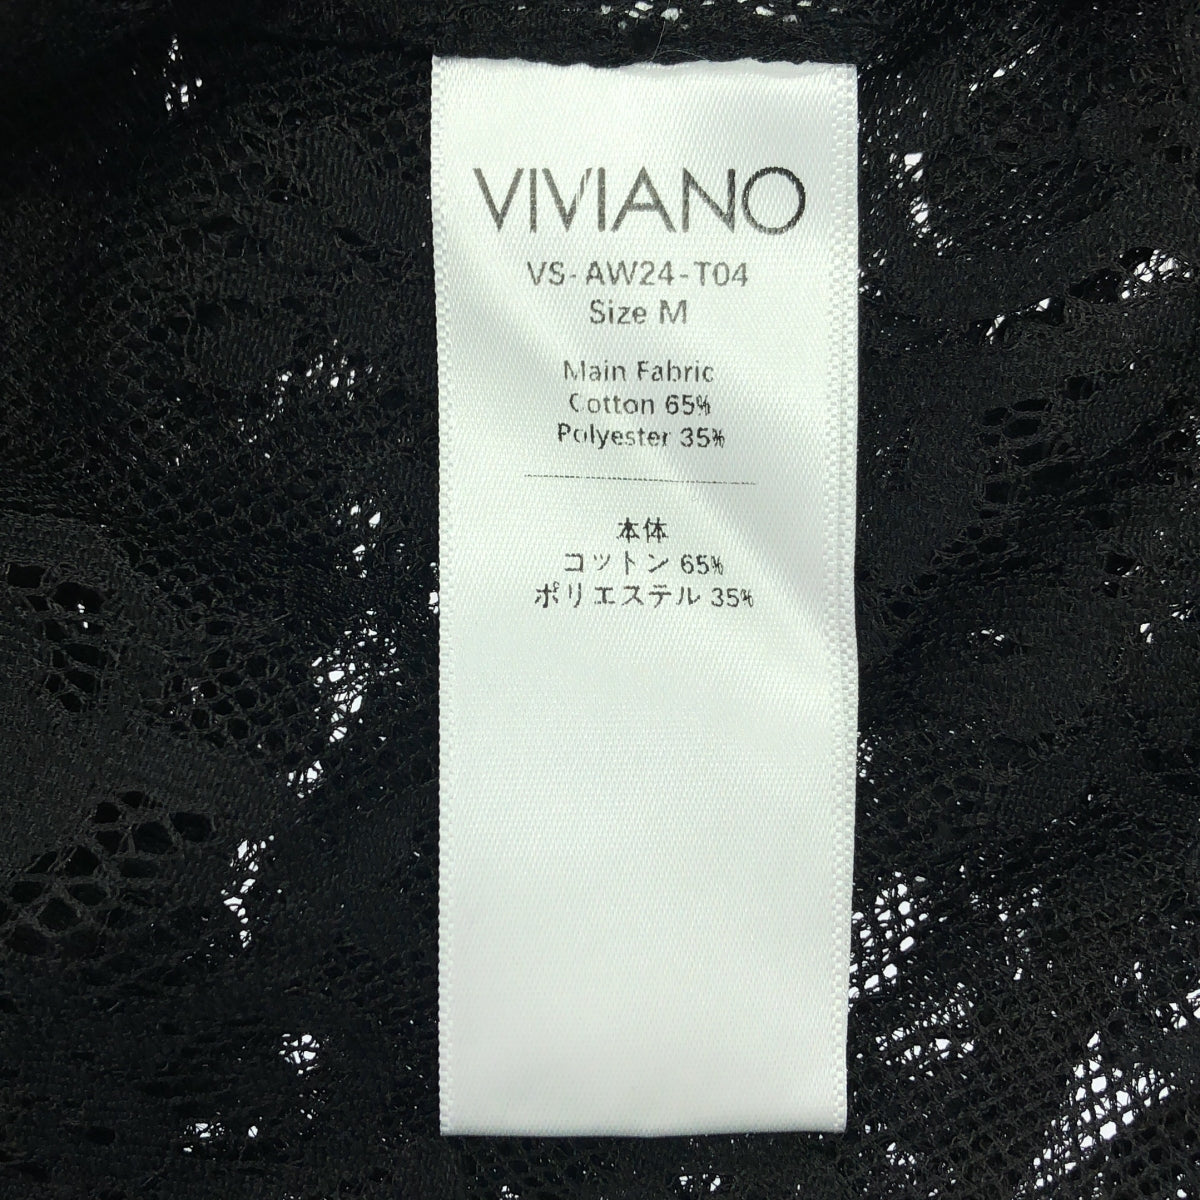 VIVIANO
VS-AW24-T04
Size M
Main Fabric
Cotton 65%
Polyester 35%
本体
コットン 65%
ポリエステル 35%